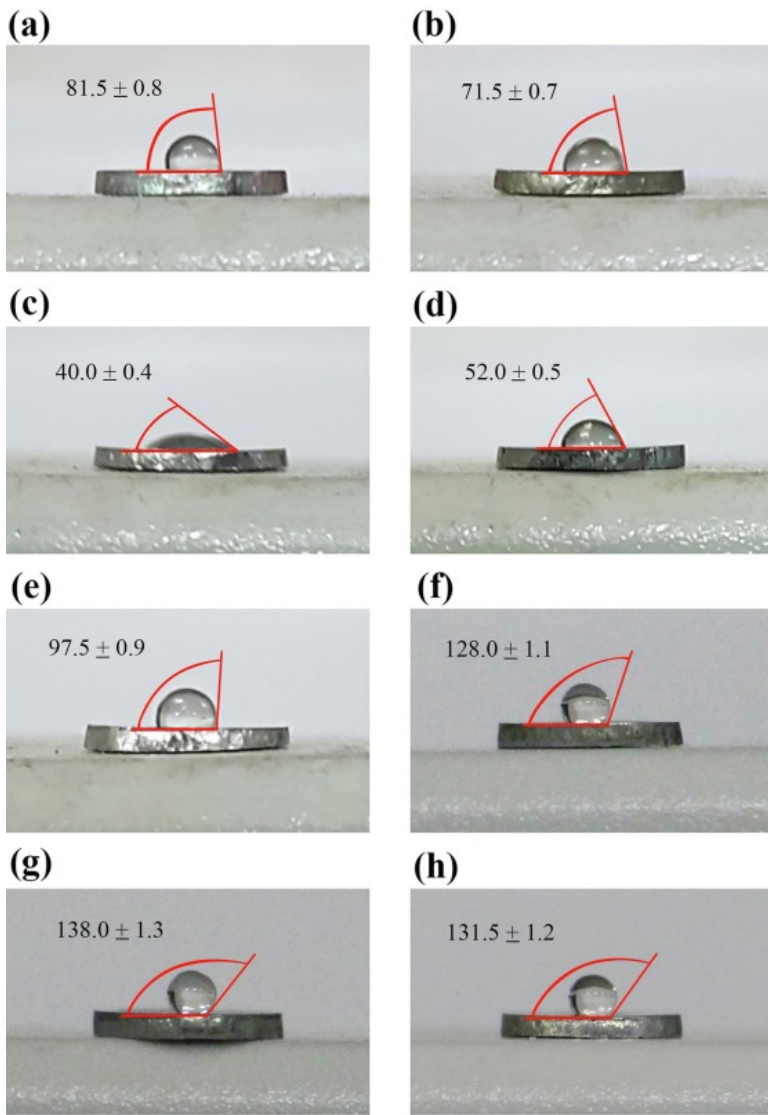 (a)
81.5 ± 0.8
(b)
71.5 ± 0.7
(c)
40.0 ± 0.4
(d)
52.0 ± 0.5
(e)
97.5 ± 0.9
(f)
128.0 ± 1.1
(g)
138.0 ± 1.3
(h)
131.5 ± 1.2